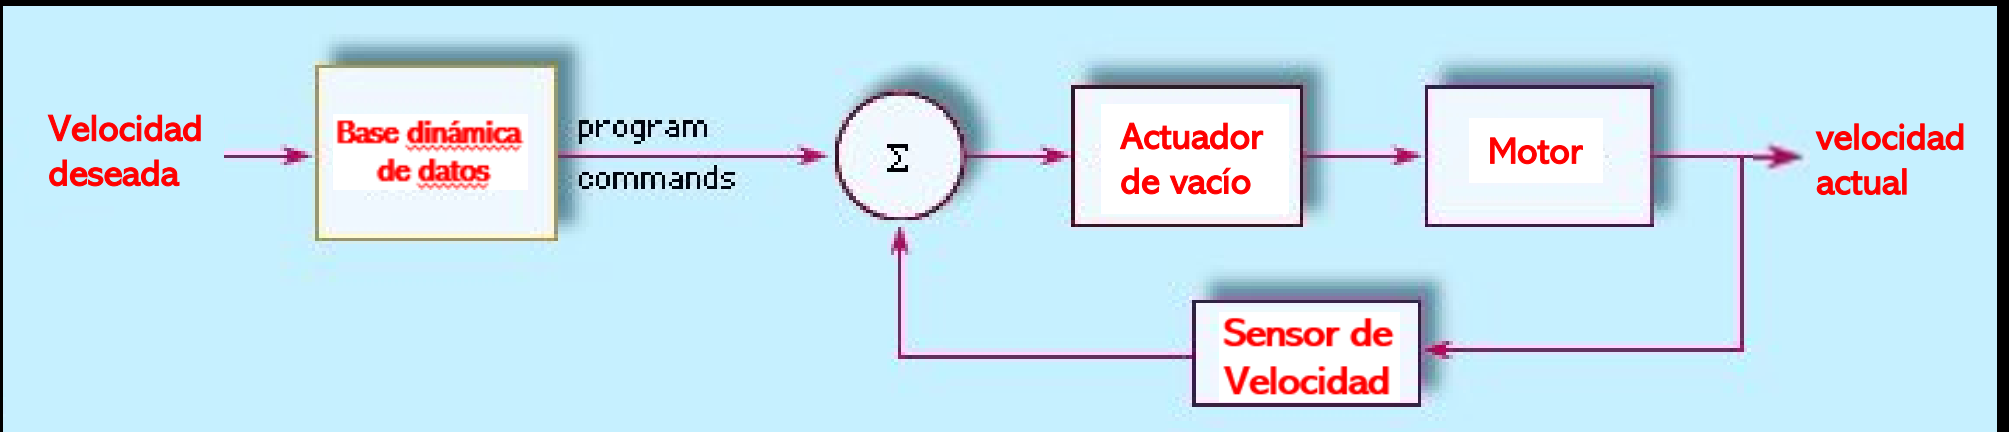 Velocidad
deseada
Base dinámica
de datos
program
commands
Σ
Actuador
de vacío
Motor
velocidad
actual
Sensor de
Velocidad